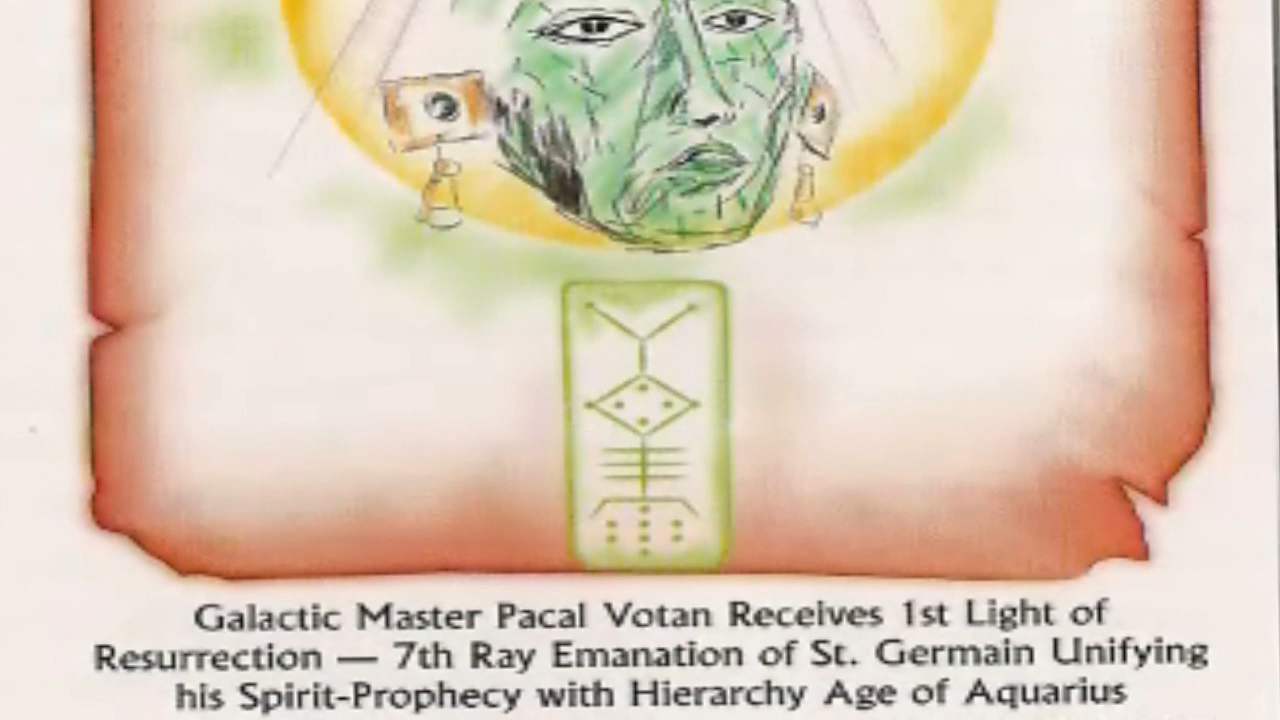 Galactic Master Pacal Votan Receives 1st Light of
Resurrection — 7th Ray Emanation of St. Germain Unifying
his Spirit-Prophecy with Hierarchy Age of Aquarius